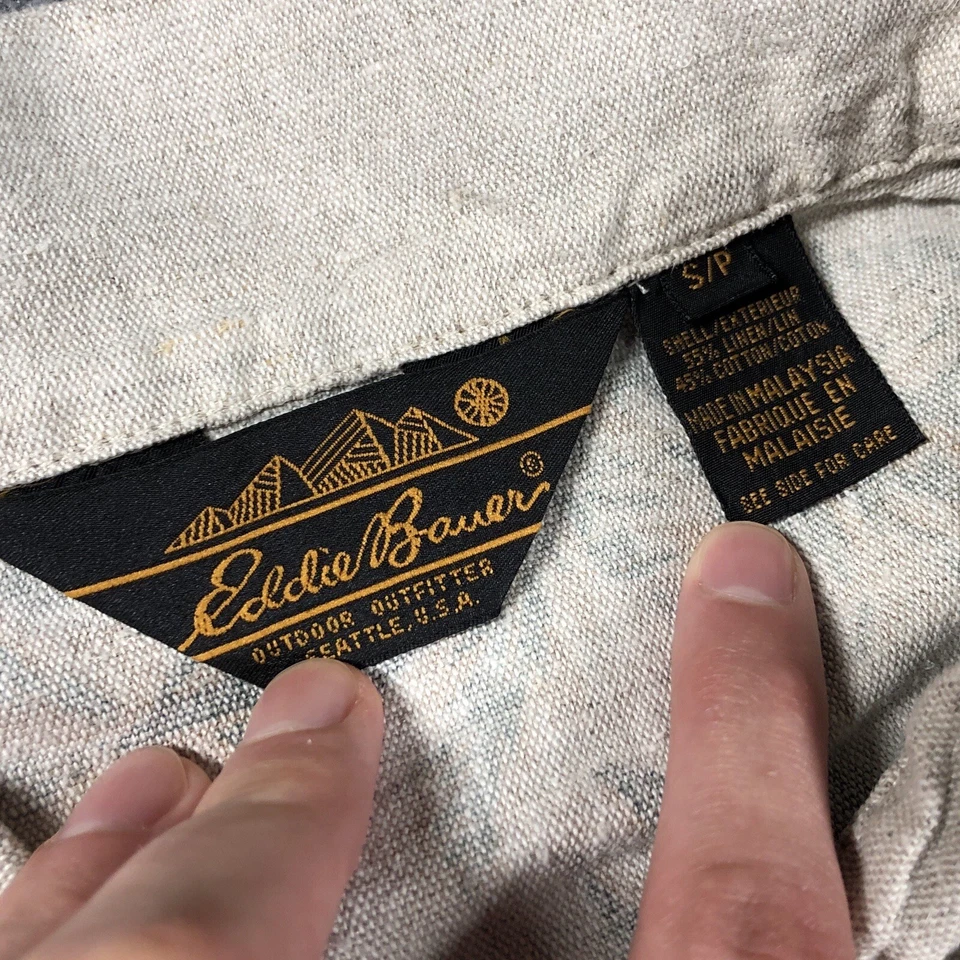 Eddie Bauer®
OUTDOOR OUTFITTER
SEATTLE, U.S.A.
S/P
SHELL/EXTERIEUR
55% LINEN/LIN
45% COTTON/COTON
MADE IN MALAYSIA
FABRIQUE EN
MALAISIE
SEE SIDE FOR CARE